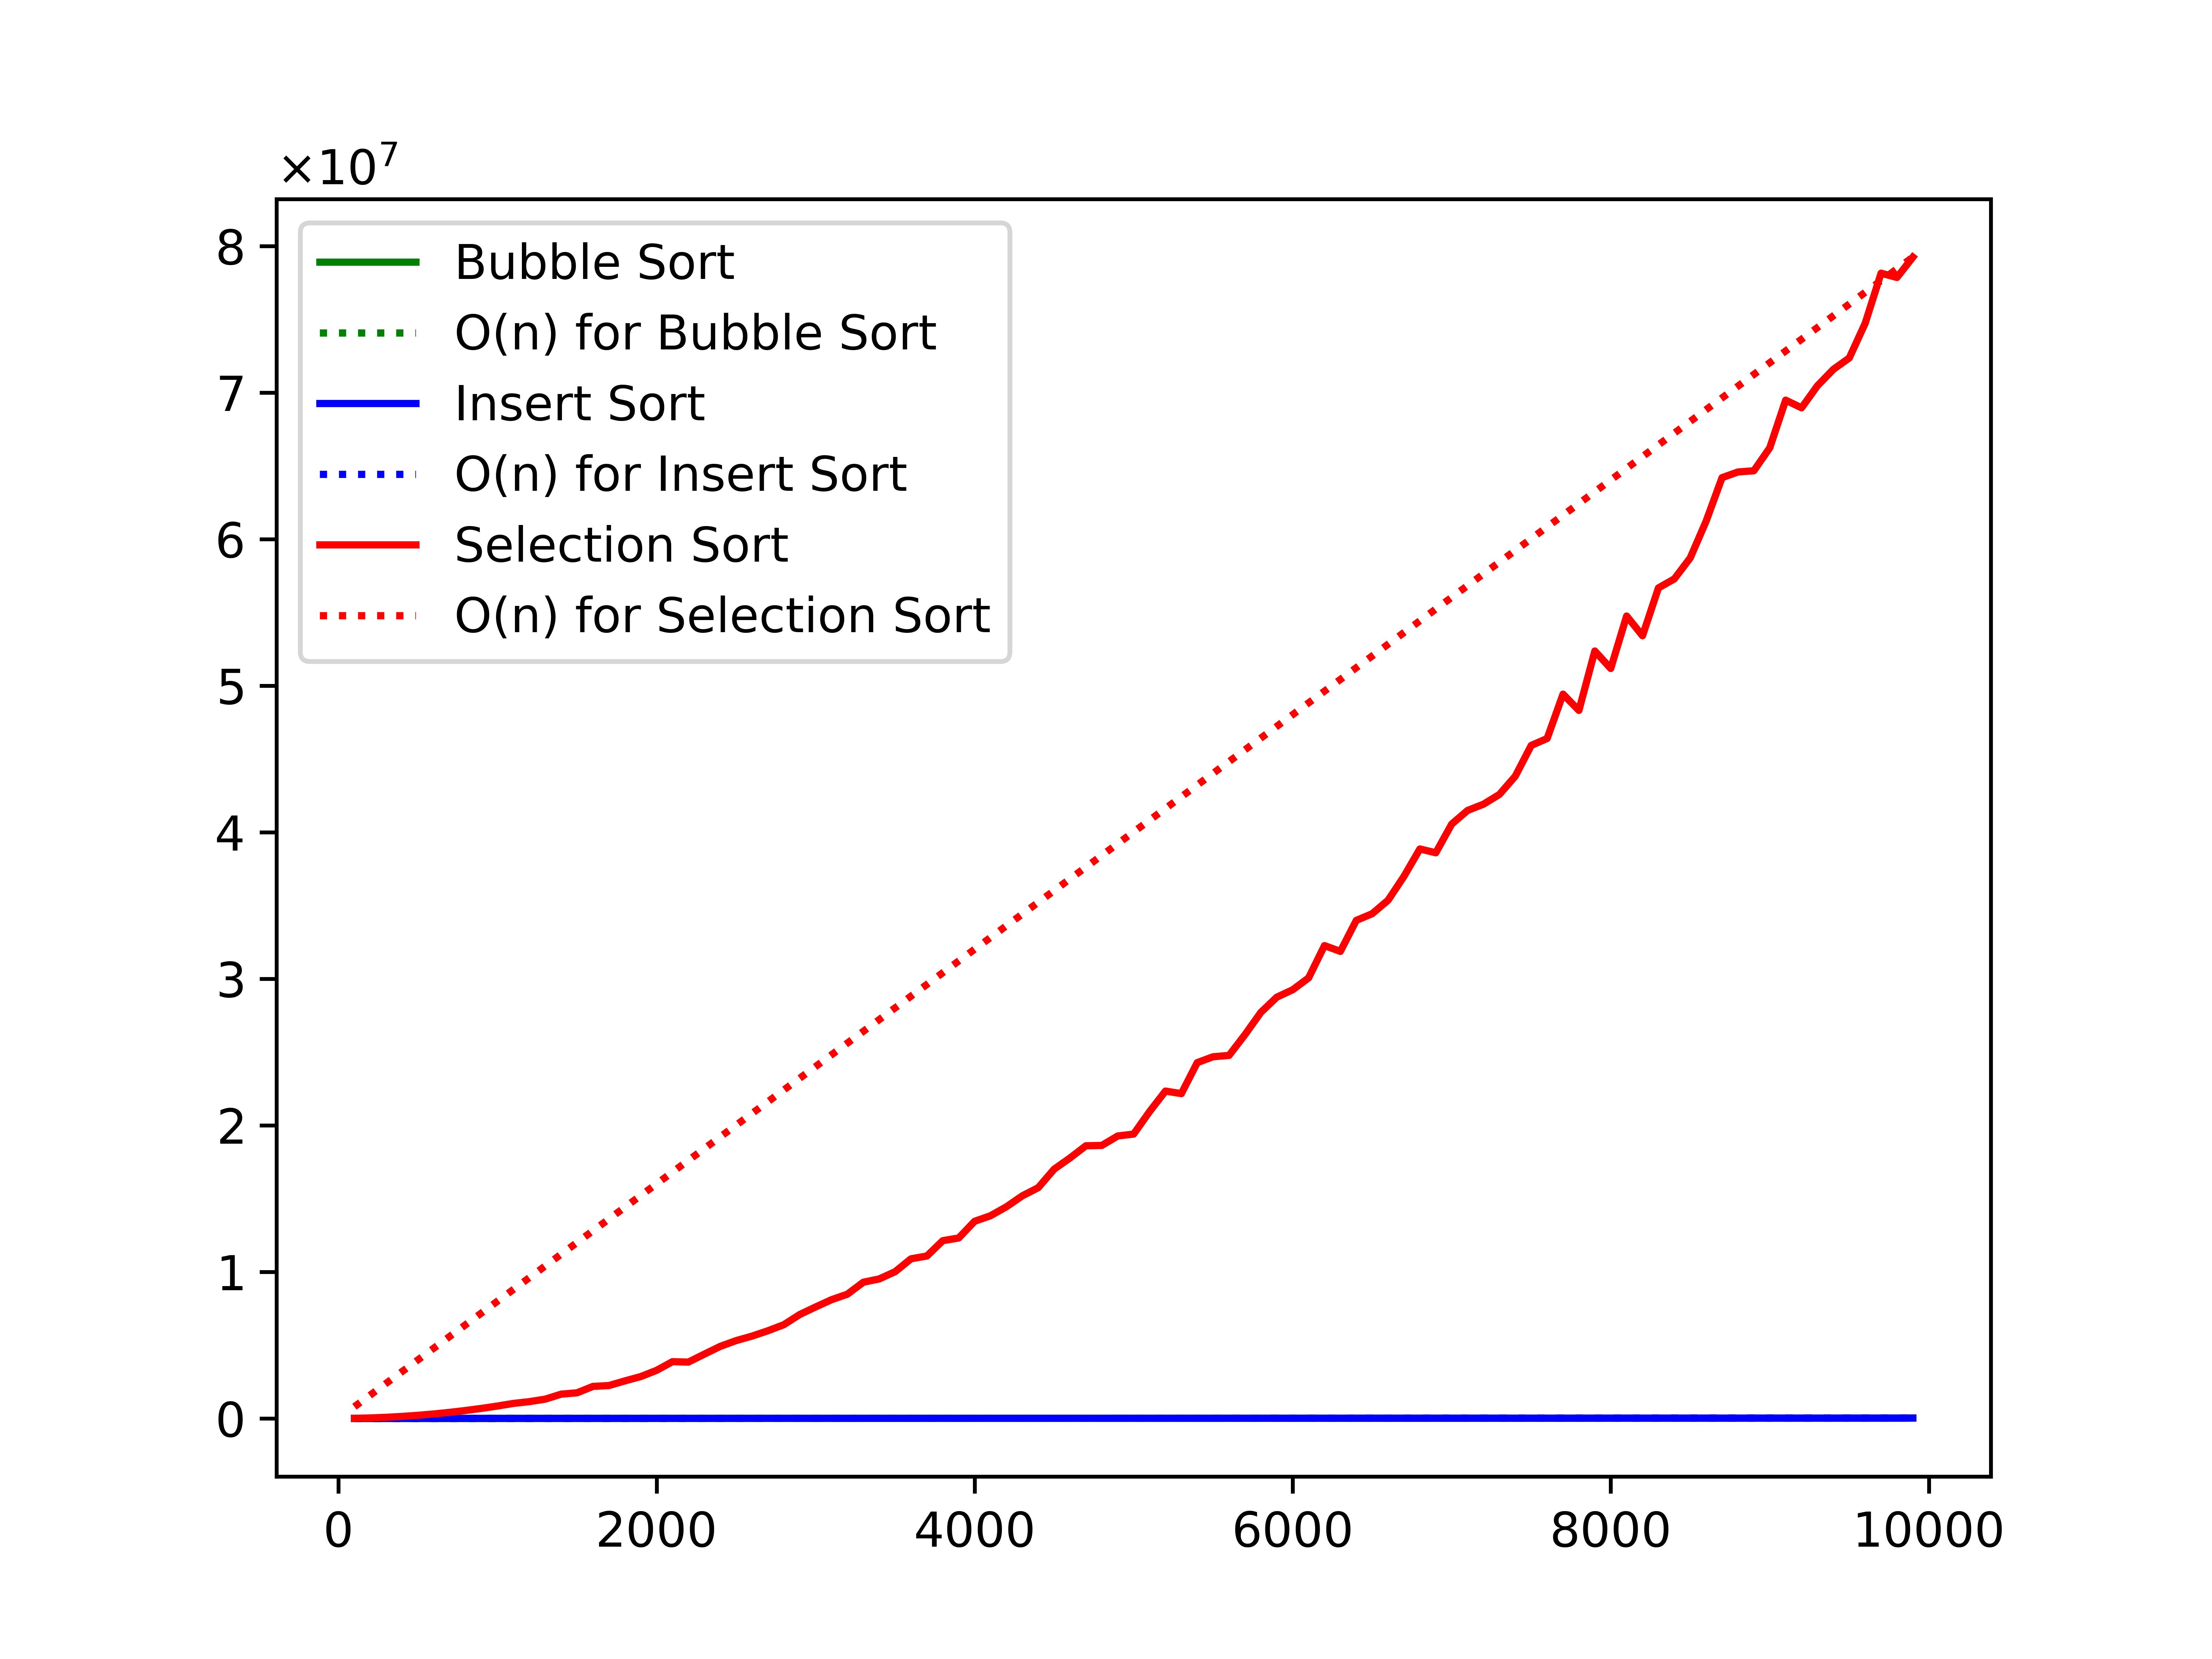 ×10⁷
8
7
6
5
4
3
2
1
0
Bubble Sort
O(n) for Bubble Sort
Insert Sort
O(n) for Insert Sort
Selection Sort
O(n) for Selection Sort
0 2000 4000 6000 8000 10000